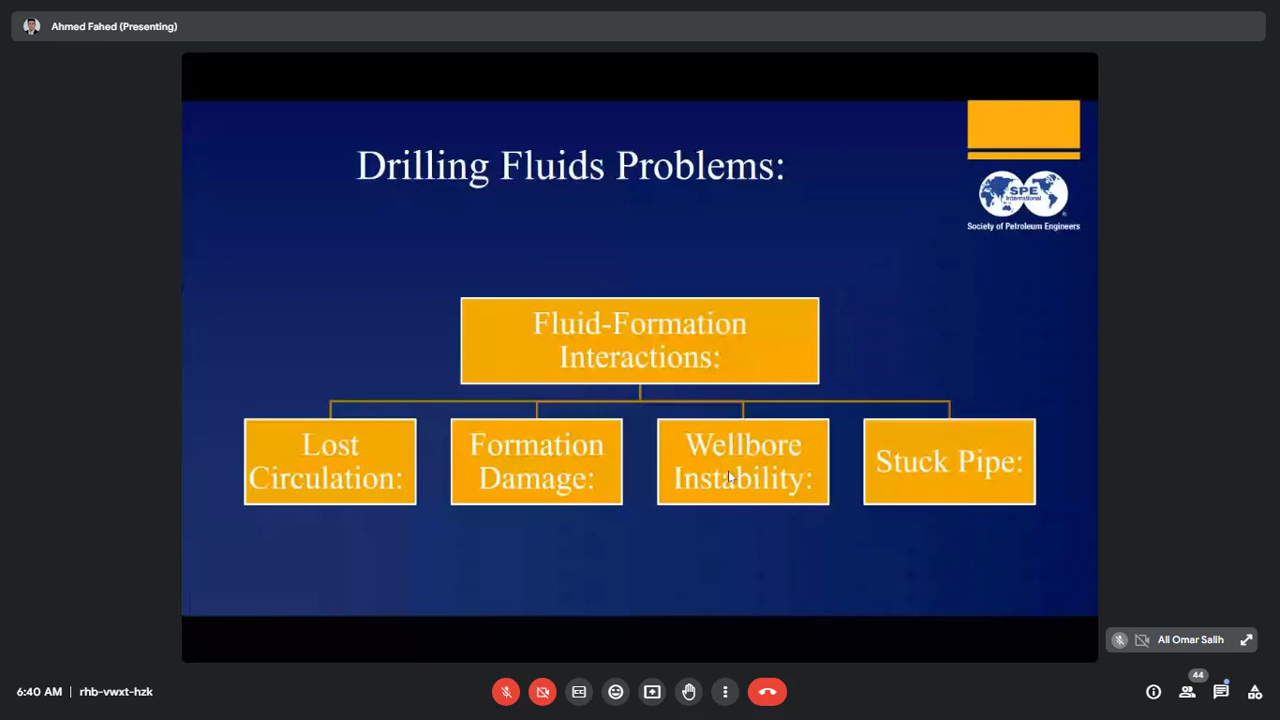 Ahmed Fahed (Presenting)
Drilling Fluids Problems:
SPE
International
Society of Petroleum Engineers
Fluid-Formation
Interactions:
Lost
Circulation:
Formation
Damage:
Wellbore
Instability:
Stuck Pipe:
Ali Omar Salih
6:40 AM | rhb-vwxt-hzk
44